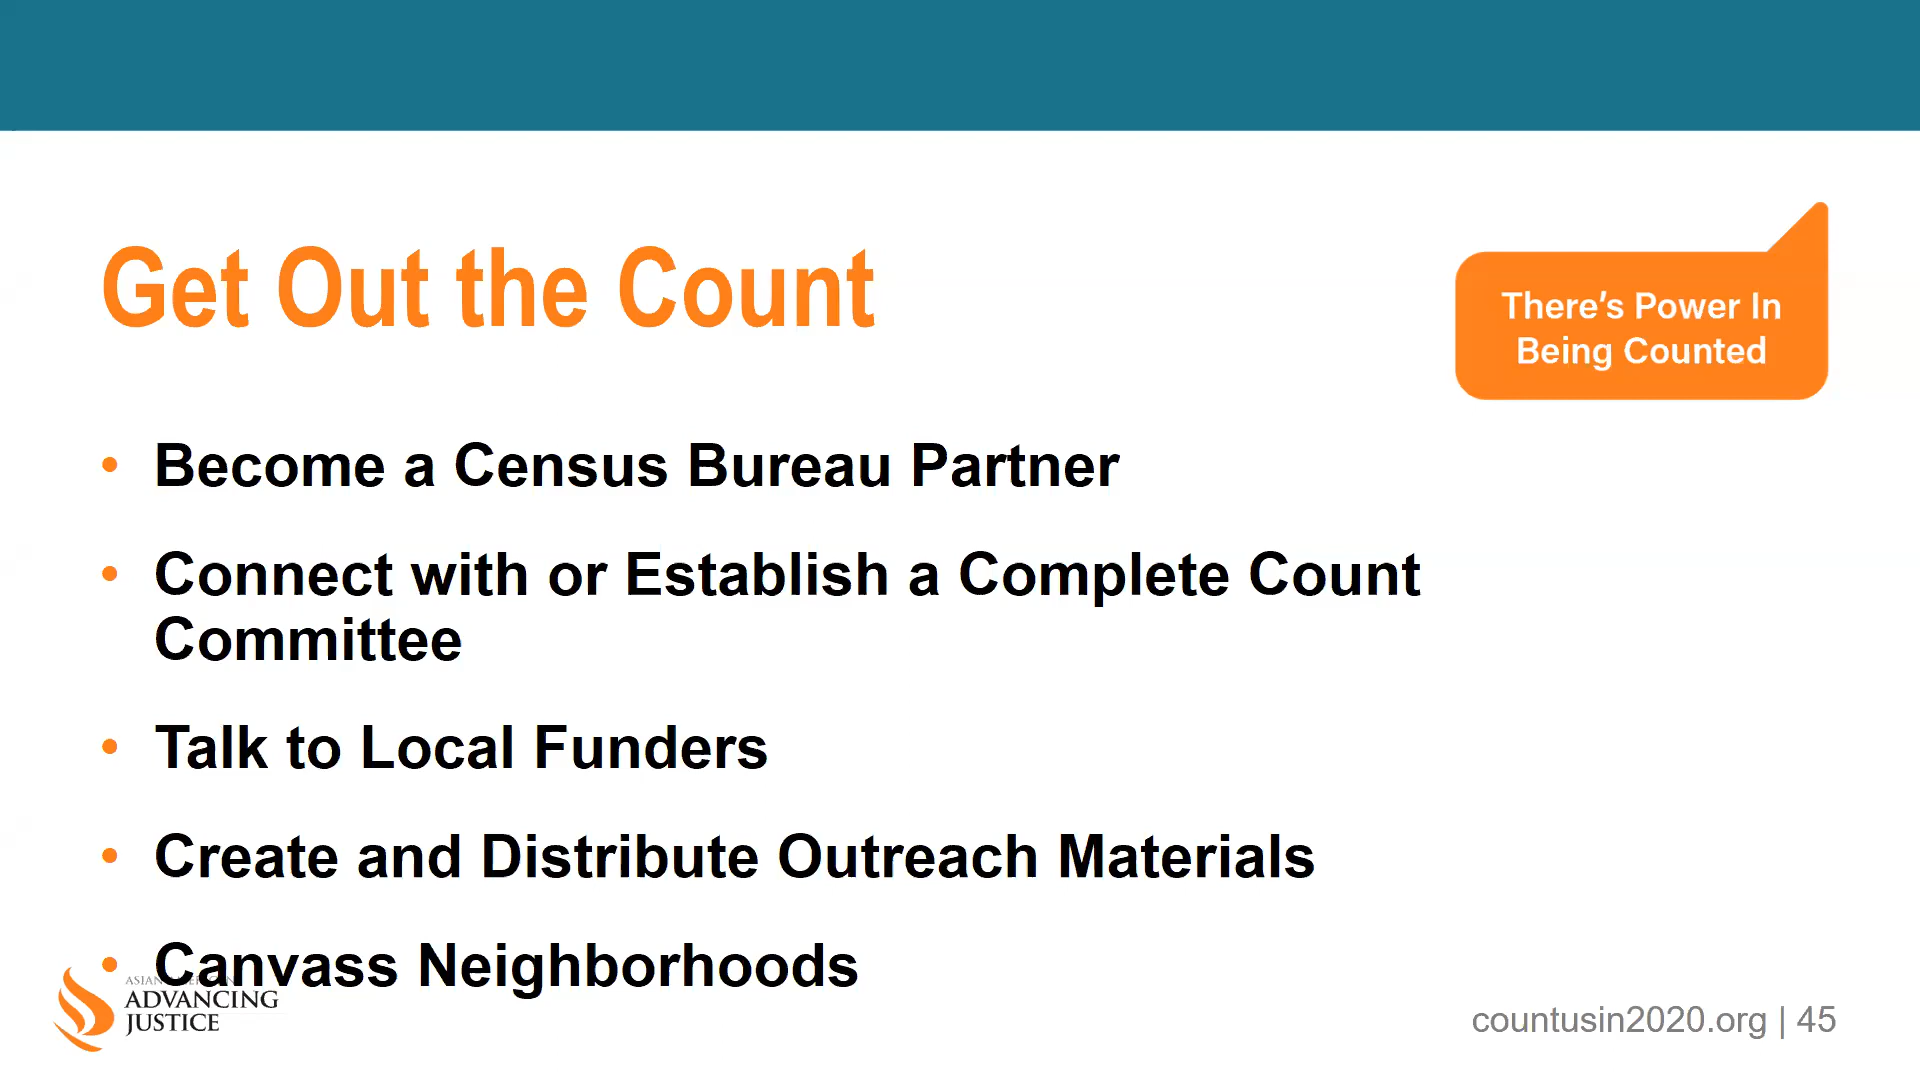 Get Out the Count
There's Power In
Being Counted
• Become a Census Bureau Partner
• Connect with or Establish a Complete Count
Committee
• Talk to Local Funders
• Create and Distribute Outreach Materials
• Canvass Neighborhoods
ASIAN
ADVANCING
JUSTICE
countusin2020.org | 45